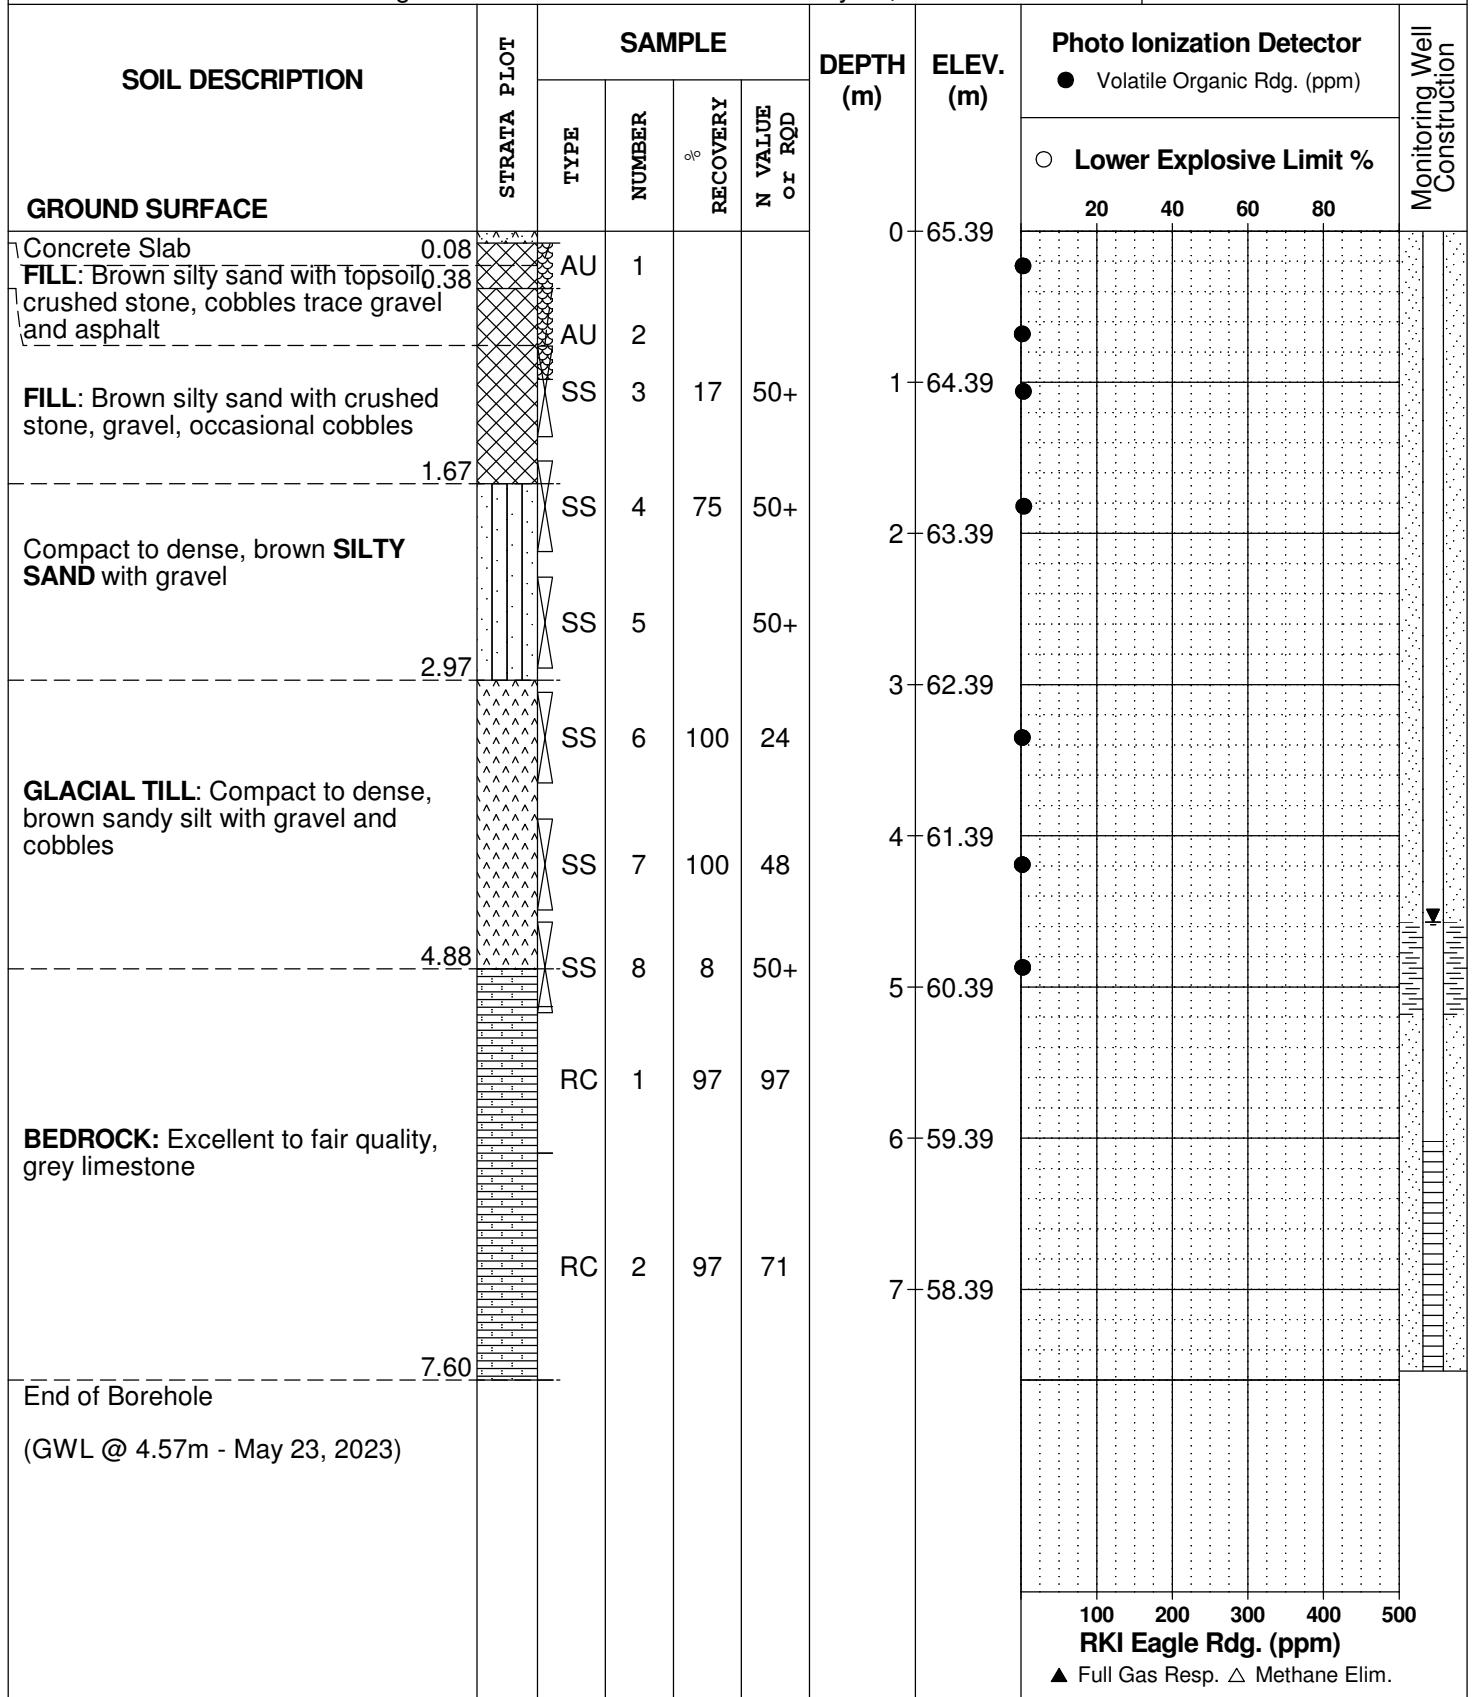 SOIL DESCRIPTION
GROUND SURFACE
STRATA PLOT
SAMPLE
TYPE
NUMBER
%
RECOVERY
N VALUE
or RQD
DEPTH
(m)
ELEV.
(m)
Photo Ionization Detector
● Volatile Organic Rdg. (ppm)
○ Lower Explosive Limit %
20 40 60 80
Monitoring Well
Construction
0 65.39
Concrete Slab 0.08
AU 1
FILL: Brown silty sand with topsoil, 0.38
crushed stone, cobbles trace gravel
and asphalt
AU 2
1 64.39
SS 3 17 50+
FILL: Brown silty sand with crushed
stone, gravel, occasional cobbles
1.67
SS 4 75 50+
2 63.39
Compact to dense, brown SILTY
SAND with gravel
SS 5 50+
2.97
3 62.39
SS 6 100 24
GLACIAL TILL: Compact to dense,
brown sandy silt with gravel and
cobbles
4 61.39
SS 7 100 48
4.88
SS 8 8 50+
5 60.39
RC 1 97 97
BEDROCK: Excellent to fair quality,
grey limestone
6 59.39
RC 2 97 71
7 58.39
7.60
End of Borehole
(GWL @ 4.57m - May 23, 2023)
100 200 300 400 500
RKI Eagle Rdg. (ppm)
▲ Full Gas Resp. △ Methane Elim.